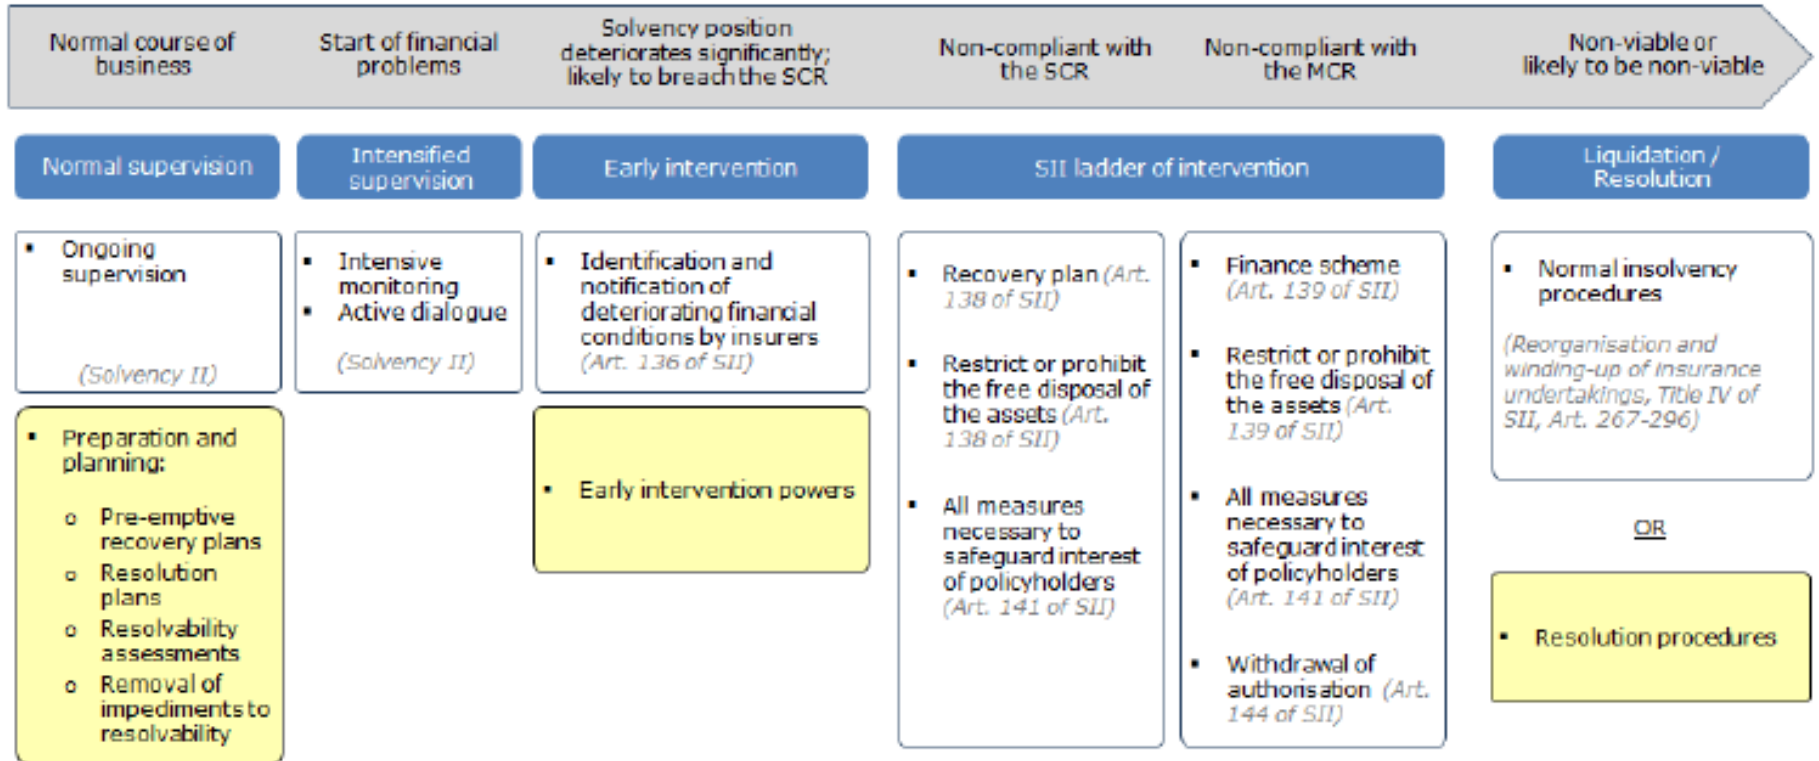 Normal course of
business
Start of financial
problems
Solvency position
deteriorates significantly;
likely to breach the SCR
Non-compliant with
the SCR
Non-compliant with
the MCR
Non-viable or
likely to be non-viable
Normal supervision
Intensified
supervision
Early intervention
SII ladder of intervention
Liquidation /
Resolution
▪ Ongoing
supervision
(Solvency II)
▪ Preparation and
planning:
o Pre-emptive
recovery plans
o Resolution
plans
o Resolvability
assessments
o Removal of
impediments to
resolvability
▪ Intensive
monitoring
▪ Active dialogue
(Solvency II)
▪ Identification and
notification of
deteriorating financial
conditions by insurers
(Art. 136 of SII)
▪ Early intervention powers
▪ Recovery plan (Art.
138 of SII)
▪ Restrict or prohibit
the free disposal of
the assets (Art.
138 of SII)
▪ All measures
necessary to
safeguard interest
of policyholders
(Art. 141 of SII)
▪ Finance scheme
(Art. 139 of SII)
▪ Restrict or prohibit
the free disposal of
the assets (Art.
139 of SII)
▪ All measures
necessary to
safeguard interest
of policyholders
(Art. 141 of SII)
▪ Withdrawal of
authorisation (Art.
144 of SII)
▪ Normal insolvency
procedures
(Reorganisation and
winding-up of insurance
undertakings, Title IV of
SII, Art. 267-296)
OR
▪ Resolution procedures